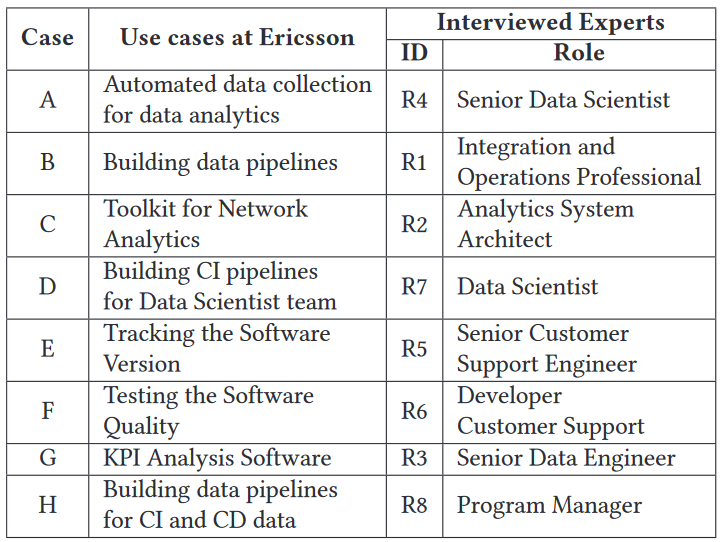 Case Use cases at Ericsson Interviewed Experts
ID Role
A Automated data collection for data analytics R4 Senior Data Scientist
B Building data pipelines R1 Integration and Operations Professional
C Toolkit for Network Analytics R2 Analytics System Architect
D Building CI pipelines for Data Scientist team R7 Data Scientist
E Tracking the Software Version R5 Senior Customer Support Engineer
F Testing the Software Quality R6 Developer Customer Support
G KPI Analysis Software R3 Senior Data Engineer
H Building data pipelines for CI and CD data R8 Program Manager